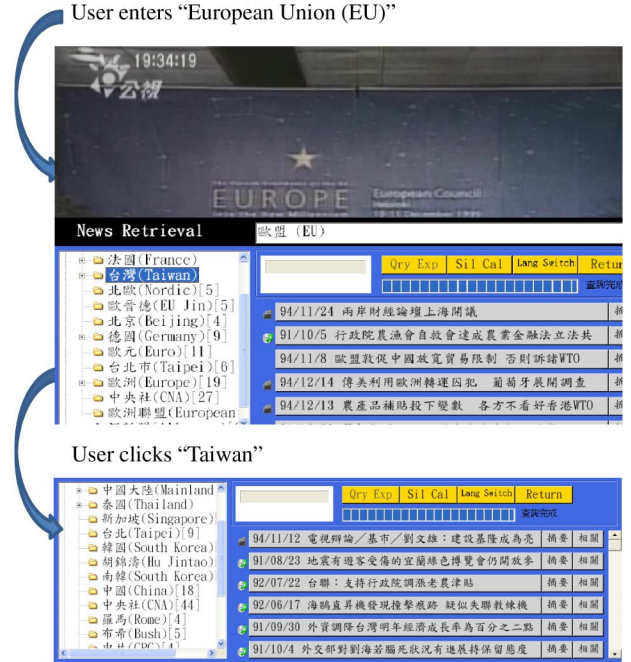 User enters “European Union (EU)”
19:34:19
公視
EUROPE
European Council
10-11 December 1999
News Retrieval
歐盟 (EU)
法國(France)
台灣(Taiwan)
北歐(Nordic)[5]
歐晉德(EU Jin)[5]
北京(Beijing)[4]
德國(Germany)[9]
歐元(Euro)[11]
台北市(Taipei)[6]
歐洲(Europe)[19]
中央社(CNA)[27]
歐洲聯盟(European
Qry Exp Sil Cal Lang Switch Retu
查詢完成
94/11/24 兩岸財經論壇上海開議
91/10/5 行政院農漁會自救會達成農業金融法立法共
94/11/8 歐盟敦促中國放寬貿易限制 否則訴諸WTO
94/12/14 傳美利用歐洲轉運囚犯 葡萄牙展開調查
94/12/13 農產品補貼投下變數 各方不看好香港WTO
User clicks “Taiwan”
中國大陸(Mainland
泰國(Thailand)
新加坡(Singapore)
台北(Taipei)[9]
韓國(South Korea)
胡錦濤(Hu Jintao)
南韓(South Korea)
中國(China)[18]
中央社(CNA)[44]
羅馬(Rome)[4]
布希(Bush)[5]
Qry Exp Sil Cal Lang Switch Return
查詢完成
94/11/12 電視辯論／基市／劉文雄：建設基隆成為亮 摘要 相關
91/08/23 地震有遊客受傷的宜蘭綠色博覽會仍開放參 摘要 相關
92/07/22 台聯：支持行政院調漲老農津貼 摘要 相關
92/06/17 海鷗直昇機發現撞擊痕跡 疑似失聯教練機 摘要 相關
91/09/30 外資調降台灣明年經濟成長率為百分之二點 摘要 相關
91/10/4 外交部對劉海若腦死狀況有進展持保留態度 摘要 相關